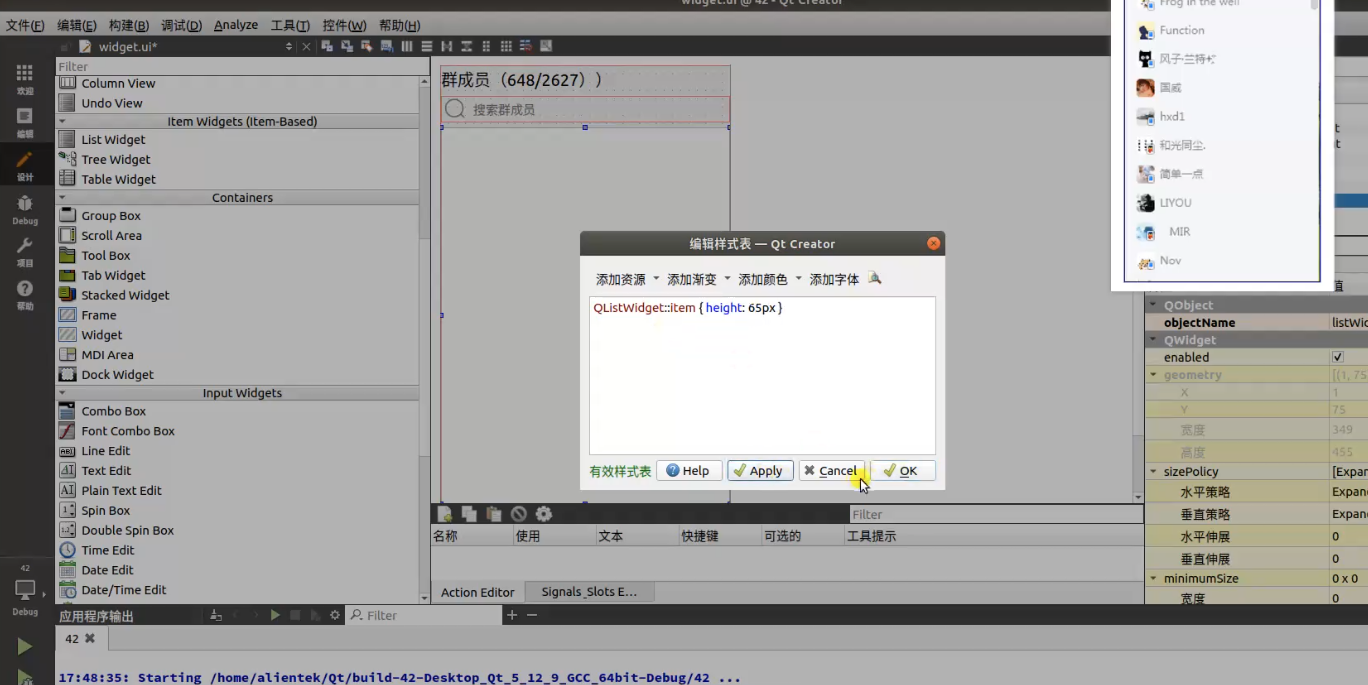 widget.ui @ 42 - Qt Creator
文件(F) 编辑(E) 构建(B) 调试(D) Analyze 工具(T) 控件(W) 帮助(H)
widget.ui*
欢迎
编辑
设计
Debug
项目
帮助
42
Debug
Filter
Column View
Undo View
Item Widgets (Item-Based)
List Widget
Tree Widget
Table Widget
Containers
Group Box
Scroll Area
Tool Box
Tab Widget
Stacked Widget
Frame
Widget
MDI Area
Dock Widget
Input Widgets
Combo Box
Font Combo Box
Line Edit
Text Edit
Plain Text Edit
Spin Box
Double Spin Box
Time Edit
Date Edit
Date/Time Edit
群成员（648/2627））
搜索群成员
编辑样式表 — Qt Creator
添加资源 添加渐变 添加颜色 添加字体
QListWidget::item { height: 65px }
有效样式表 Help Apply Cancel OK
Filter
名称 使用 文本 快捷键 可选的 工具提示
Action Editor Signals_Slots E...
Frog in the well
Function
国威
hxd1
和光同尘.
简单一点
LIYOU
MIR
Nov
值
QObject
objectName listWid
QWidget
enabled
geometry [(1, 75
X 1
Y 75
宽度 349
高度 455
sizePolicy [Expan
水平策略 Expan
垂直策略 Expan
水平伸展 0
垂直伸展 0
minimumSize 0 x 0
宽度 0
应用程序输出 Filter
42
17:48:35: Starting /home/alientek/Qt/build-42-Desktop_Qt_5_12_9_GCC_64bit-Debug/42 ...